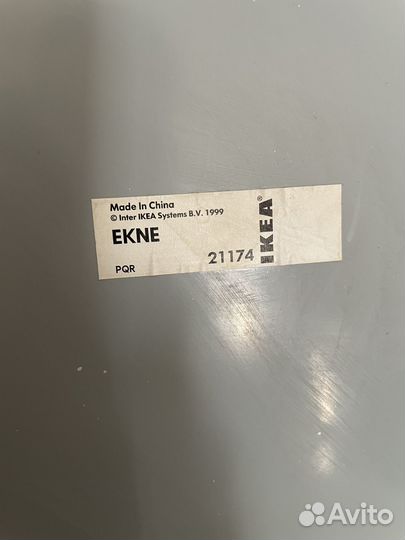 Made In China
© Inter IKEA Systems B.V. 1999
EKNE
PQR
21174
IKEA®
Avito